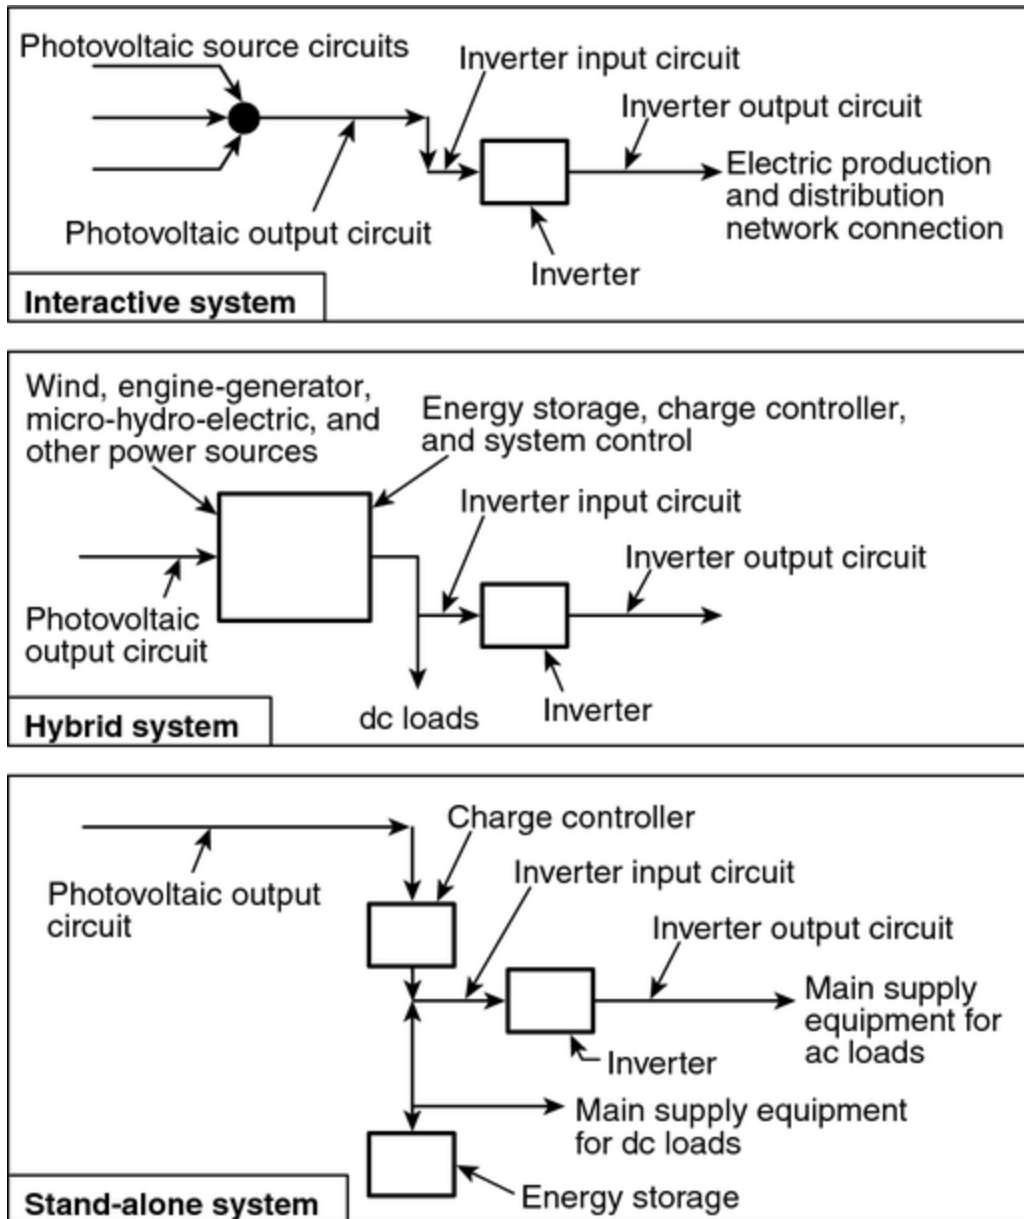 Photovoltaic source circuits
Inverter input circuit
Inverter output circuit
Electric production
and distribution
network connection
Photovoltaic output circuit
Inverter
Interactive system
Wind, engine-generator,
micro-hydro-electric, and
other power sources
Energy storage, charge controller,
and system control
Inverter input circuit
Inverter output circuit
Photovoltaic
output circuit
dc loads
Inverter
Hybrid system
Charge controller
Inverter input circuit
Photovoltaic output
circuit
Inverter output circuit
Main supply
equipment for
ac loads
Inverter
Main supply equipment
for dc loads
Energy storage
Stand-alone system